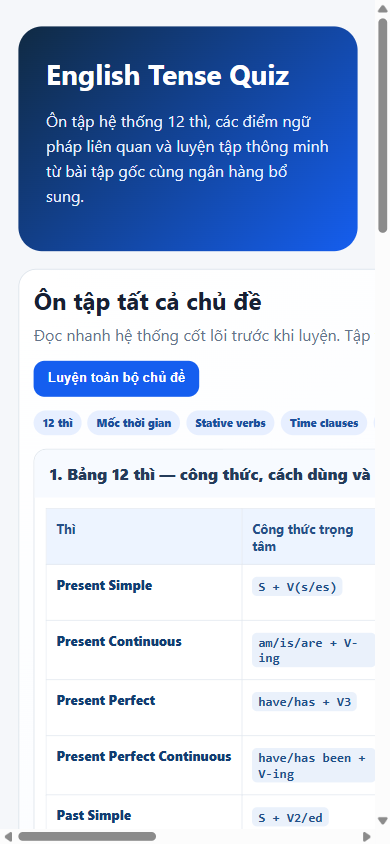 English Tense Quiz
Ôn tập hệ thống 12 thì, các điểm ngữ
pháp liên quan và luyện tập thông minh
từ bài tập gốc cùng ngân hàng bổ
sung.
Ôn tập tất cả chủ đề
Đọc nhanh hệ thống cốt lõi trước khi luyện. Tập
Luyện toàn bộ chủ đề
12 thì Mốc thời gian Stative verbs Time clauses
1. Bảng 12 thì — công thức, cách dùng và
Thì Công thức trọng
tâm
Present Simple S + V(s/es)
Present Continuous am/is/are + V-
ing
Present Perfect have/has + V3
Present Perfect Continuous have/has been +
V-ing
Past Simple S + V2/ed